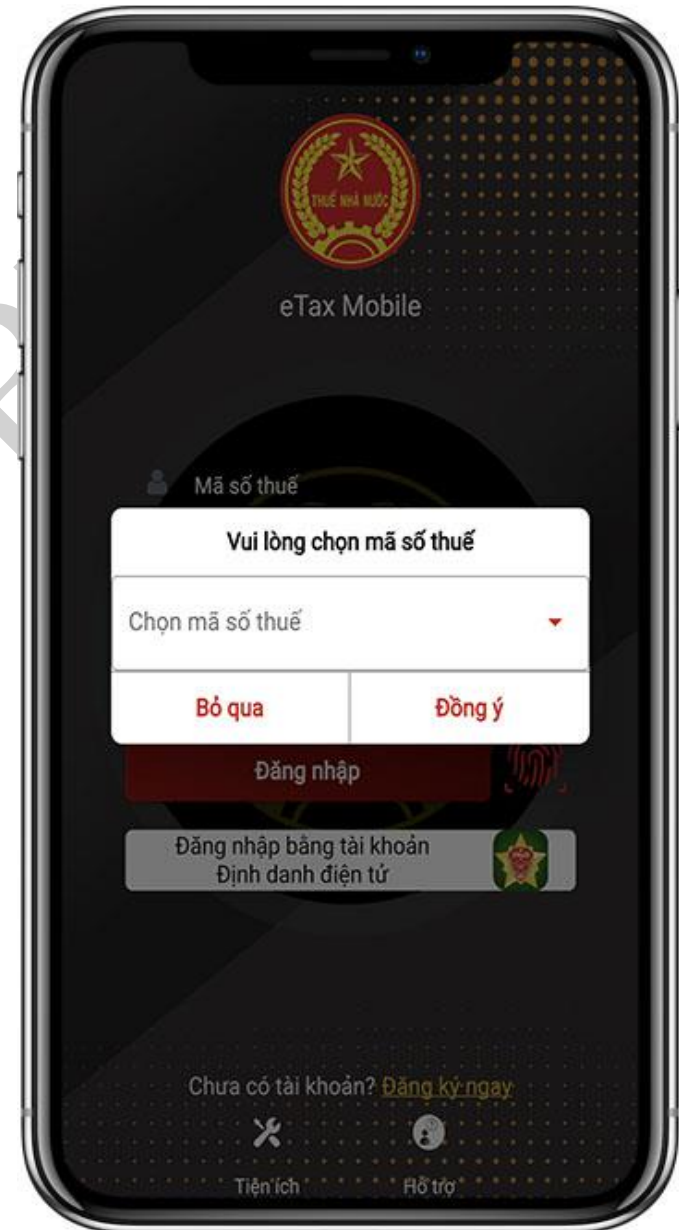 THUẾ NHÀ NƯỚC
eTax Mobile
Mã số thuế
Vui lòng chọn mã số thuế
Chọn mã số thuế
Bỏ qua
Đồng ý
Đăng nhập
Đăng nhập bằng tài khoản
Định danh điện tử
Chưa có tài khoản? Đăng ký ngay
Tiện ích
Hỗ trợ